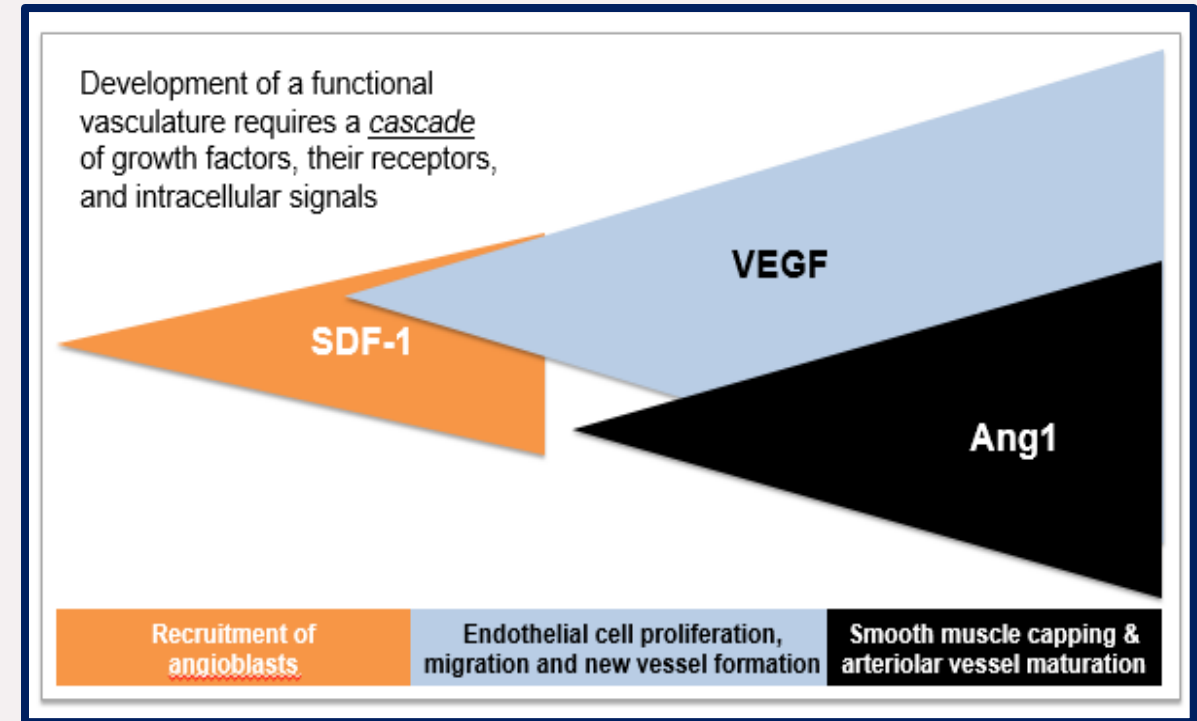 Development of a functional
vasculature requires a cascade
of growth factors, their receptors,
and intracellular signals
VEGF
SDF-1
Ang1
Recruitment of
angioblasts
Endothelial cell proliferation,
migration and new vessel formation
Smooth muscle capping &
arteriolar vessel maturation